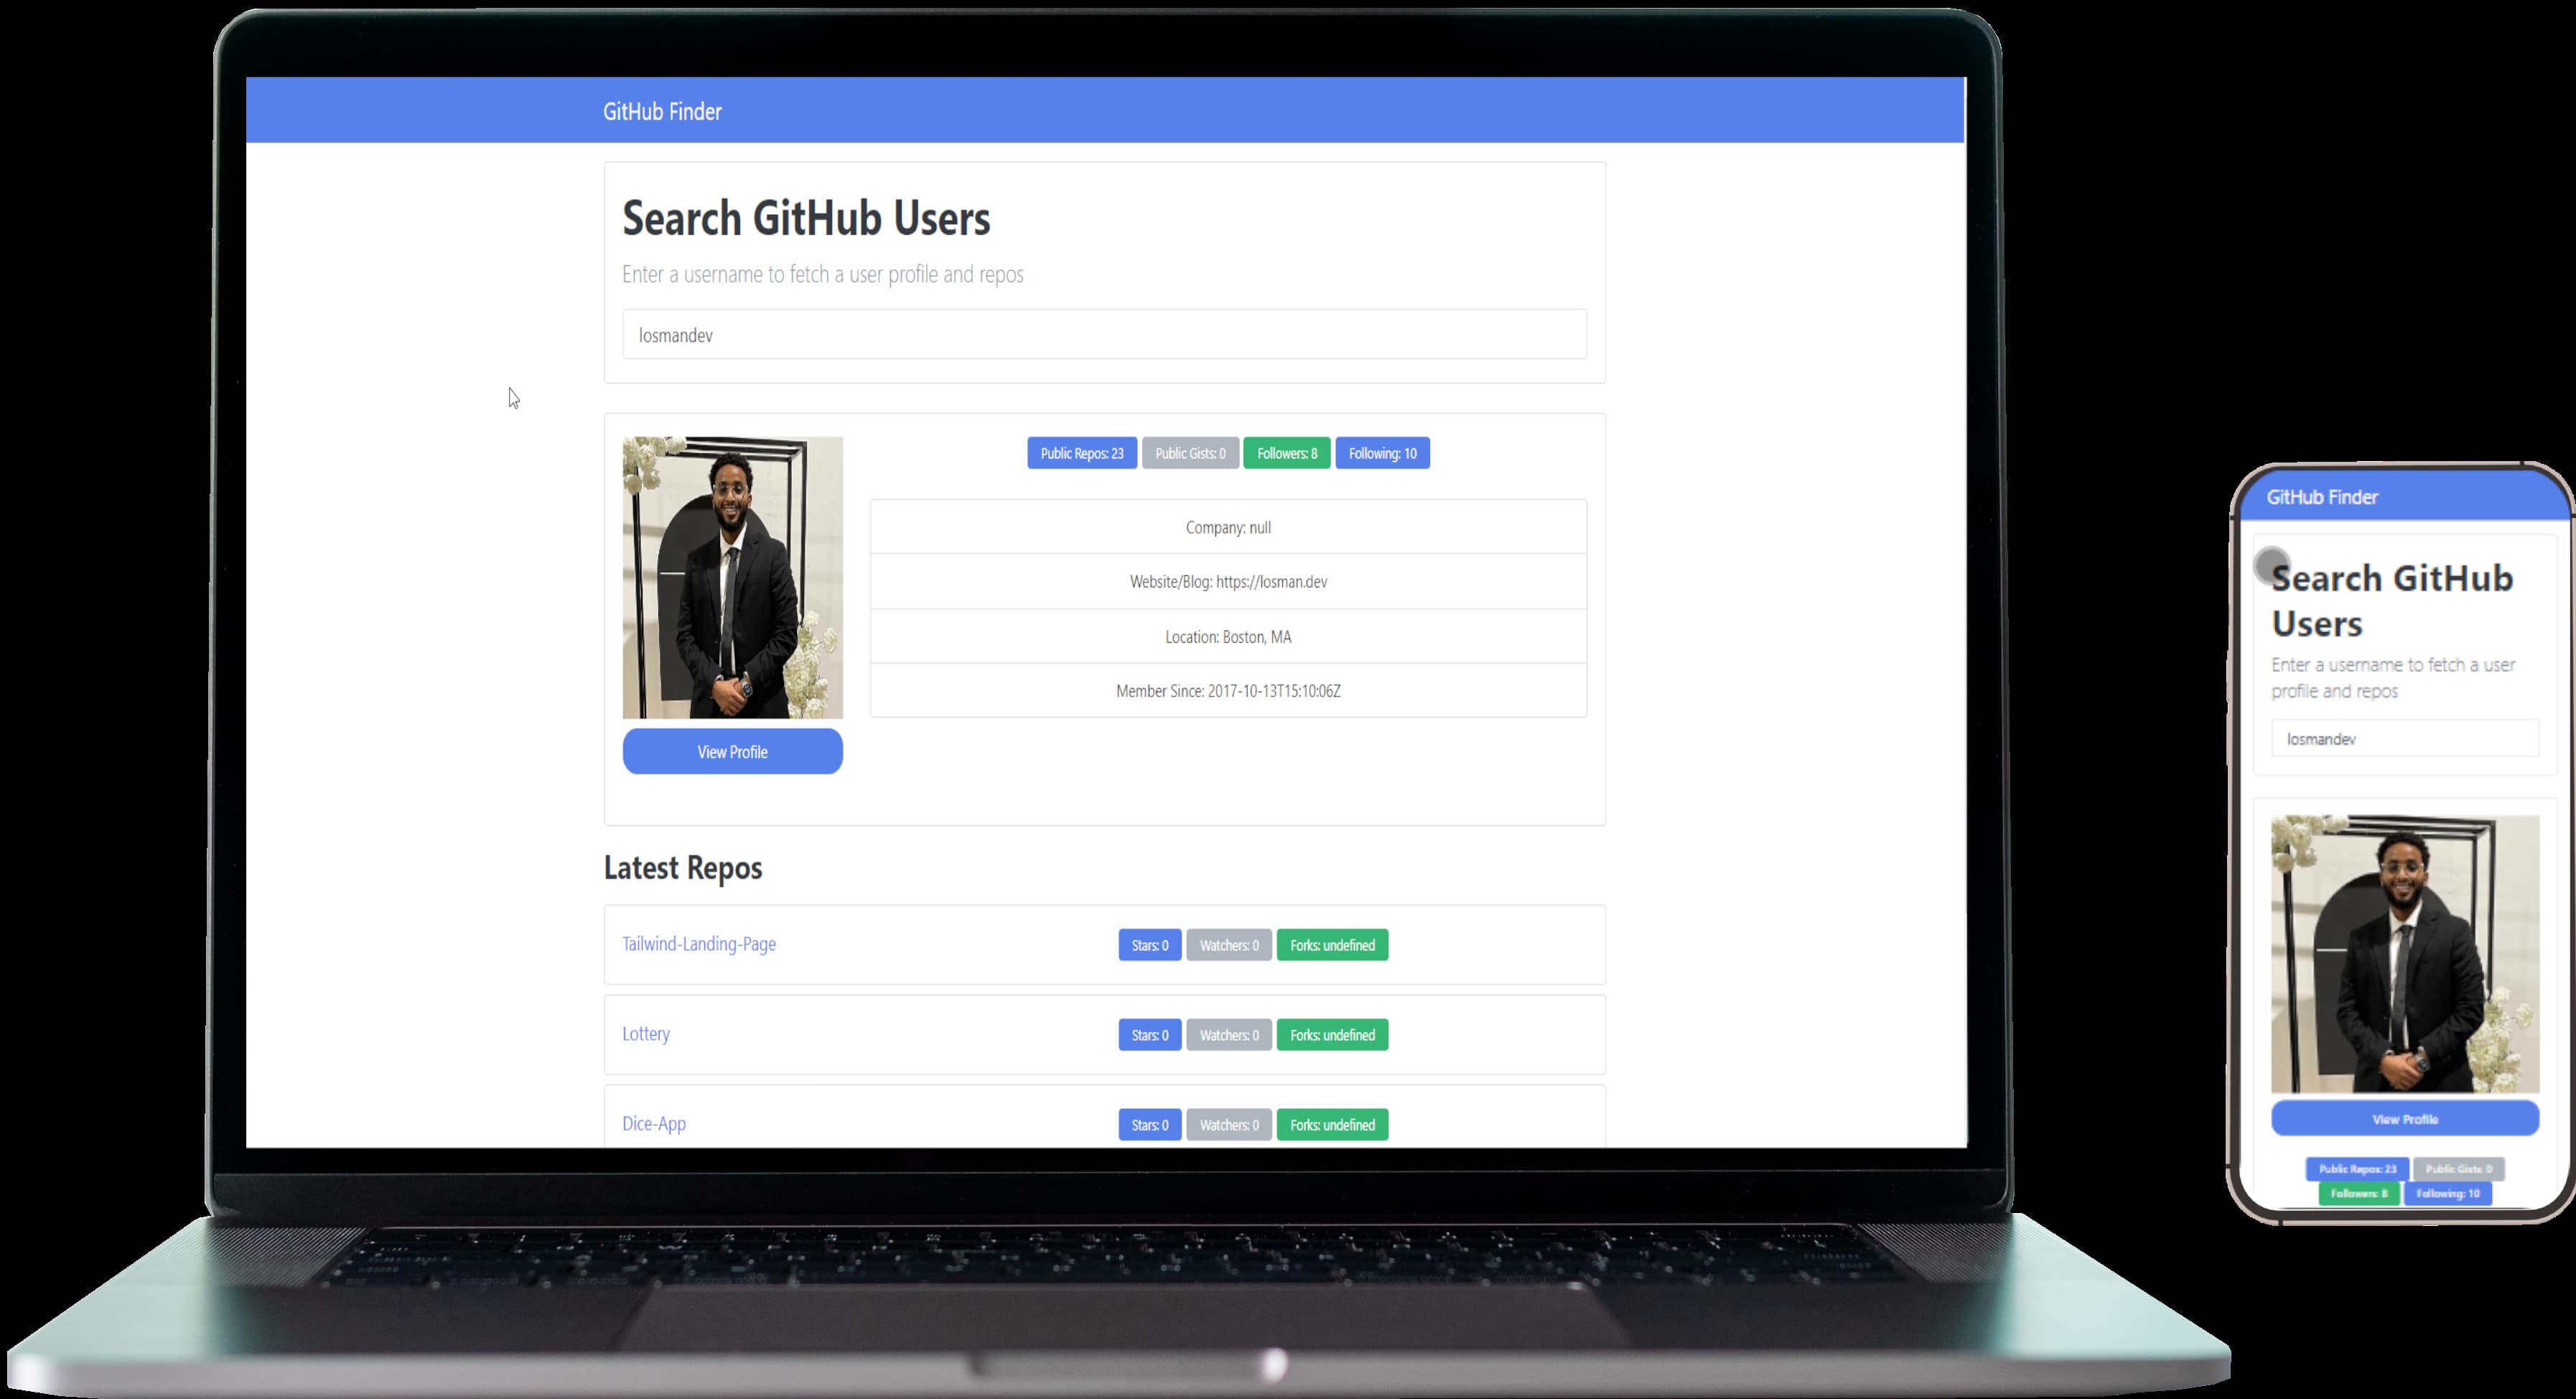 GitHub Finder
Search GitHub Users
Enter a username to fetch a user profile and repos
losmandev
Public Repos: 23 Public Gists: 0 Followers: 8 Following: 10
Company: null
Website/Blog: https://losman.dev
Location: Boston, MA
Member Since: 2017-10-13T15:10:06Z
View Profile
Latest Repos
Tailwind-Landing-Page Stars: 0 Watchers: 0 Forks: undefined
Lottery Stars: 0 Watchers: 0 Forks: undefined
Dice-App Stars: 0 Watchers: 0 Forks: undefined
GitHub Finder
Search GitHub
Users
Enter a username to fetch a user
profile and repos
losmandev
View Profile
Public Repos: 23 Public Gists: 0
Followers: 8 Following: 10